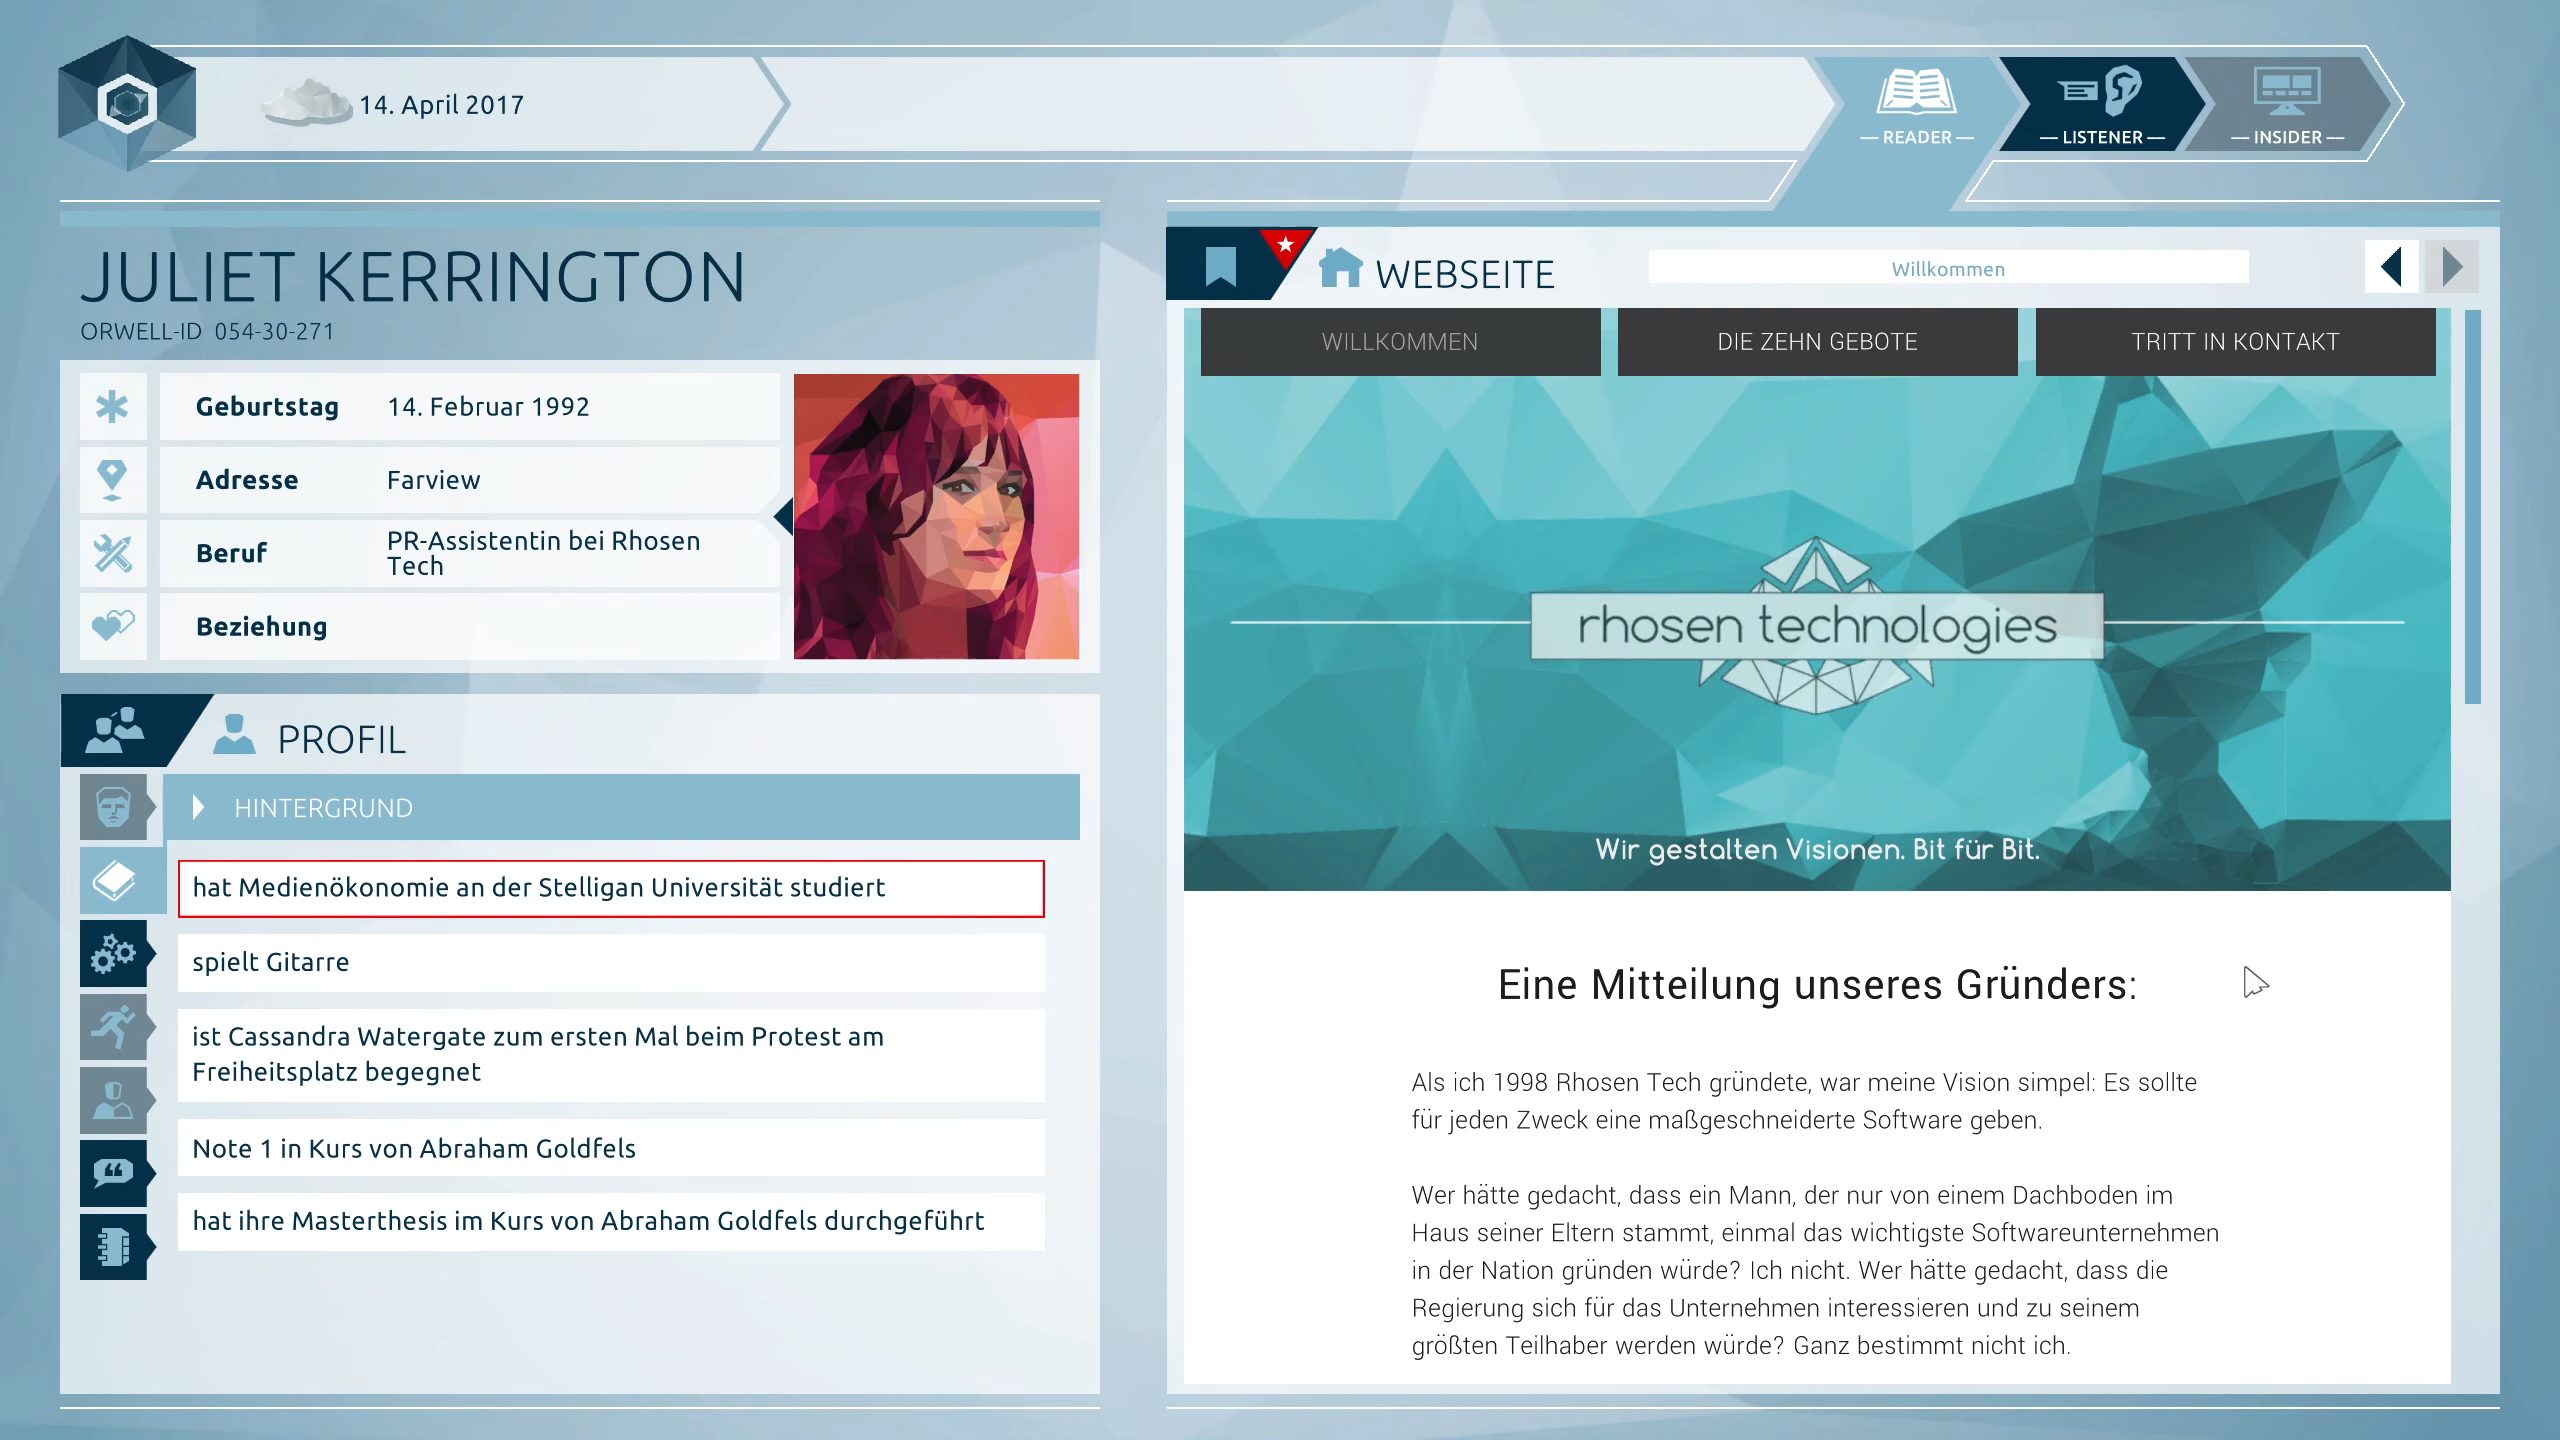 14. April 2017
READER
LISTENER
INSIDER
JULIET KERRINGTON
ORWELL-ID 054-30-271
Geburtstag 14. Februar 1992
Adresse Farview
Beruf PR-Assistentin bei Rhosen
Tech
Beziehung
PROFIL
HINTERGRUND
hat Medienökonomie an der Stelligan Universität studiert
spielt Gitarre
ist Cassandra Watergate zum ersten Mal beim Protest am
Freiheitsplatz begegnet
Note 1 in Kurs von Abraham Goldfels
hat ihre Masterthesis im Kurs von Abraham Goldfels durchgeführt
WEBSEITE
Willkommen
WILLKOMMEN
DIE ZEHN GEBOTE
TRITT IN KONTAKT
rhosen technologies
Wir gestalten Visionen. Bit für Bit.
Eine Mitteilung unseres Gründers:
Als ich 1998 Rhosen Tech gründete, war meine Vision simpel: Es sollte
für jeden Zweck eine maßgeschneiderte Software geben.
Wer hätte gedacht, dass ein Mann, der nur von einem Dachboden im
Haus seiner Eltern stammt, einmal das wichtigste Softwareunternehmen
in der Nation gründen würde? Ich nicht. Wer hätte gedacht, dass die
Regierung sich für das Unternehmen interessieren und zu seinem
größten Teilhaber werden würde? Ganz bestimmt nicht ich.